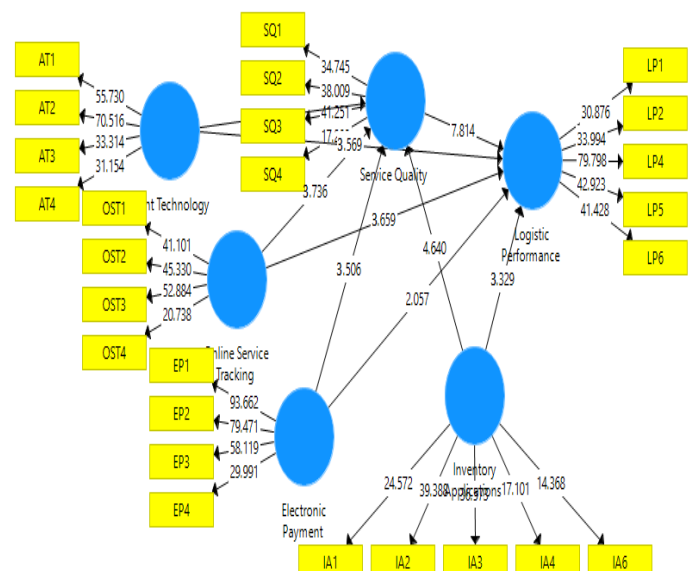 SQ1
SQ2
SQ3
SQ4
34.745
38.009
41.251
AT1
AT2
AT3
AT4
55.730
70.516
33.314
31.154
Technology
Service Quality
3.569
3.736
7.814
LP1
LP2
LP4
LP5
LP6
30.876
33.994
79.798
42.923
41.428
Logistic
Performance
OST1
OST2
OST3
OST4
41.101
45.330
52.884
20.738
3.659
4.640
3.329
3.506
2.057
Service
Tracking
EP1
EP2
EP3
EP4
93.662
79.471
58.119
29.991
Electronic
Payment
Inventory
Applications
24.572
39.388
17.101
14.368
IA1
IA2
IA3
IA4
IA6